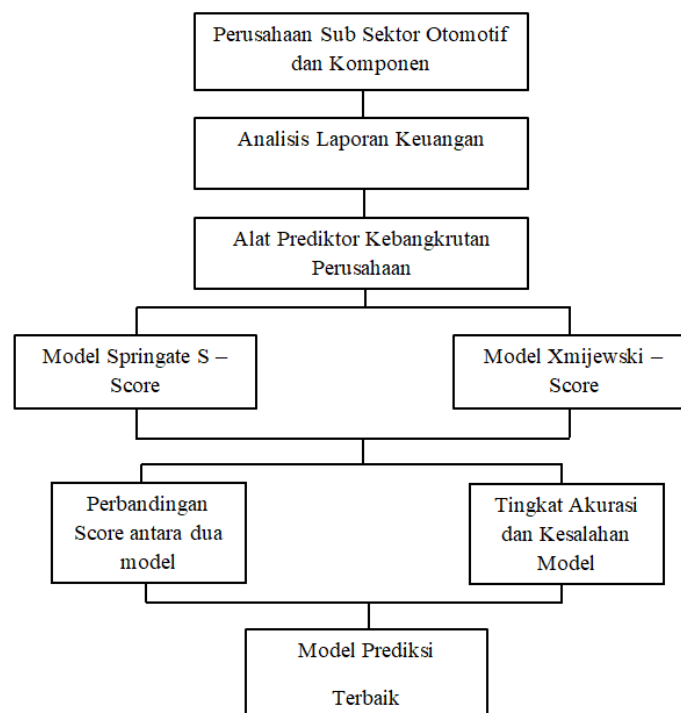 Perusahaan Sub Sektor Otomotif
dan Komponen
Analisis Laporan Keuangan
Alat Prediktor Kebangkrutan
Perusahaan
Model Springate S –
Score
Model Xmijewski –
Score
Perbandingan
Score antara dua
model
Tingkat Akurasi
dan Kesalahan
Model
Model Prediksi
Terbaik